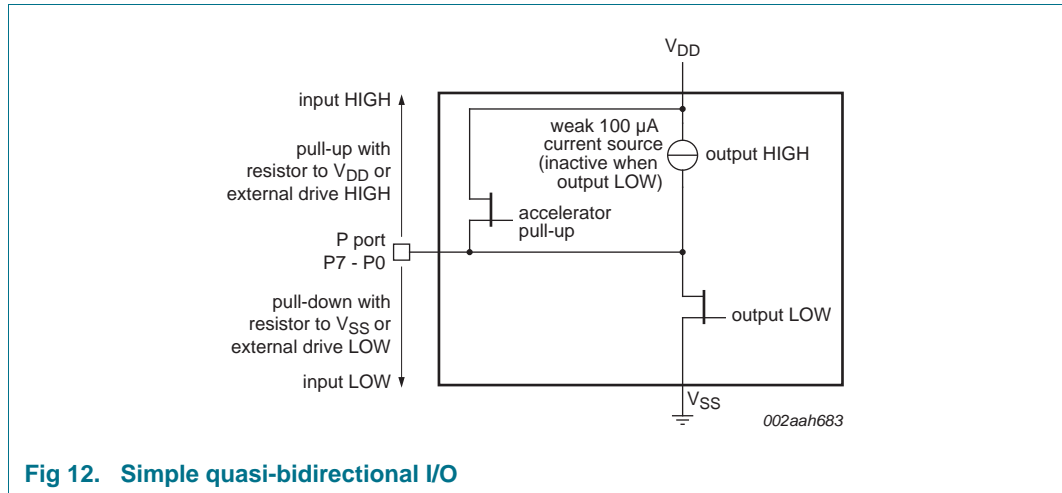 VDD
input HIGH
pull-up with
resistor to VDD or
external drive HIGH
weak 100 µA
current source
(inactive when
output LOW)
output HIGH
accelerator
pull-up
P port
P7 - P0
pull-down with
resistor to VSS or
external drive LOW
input LOW
output LOW
VSS
002aah683
Fig 12. Simple quasi-bidirectional I/O